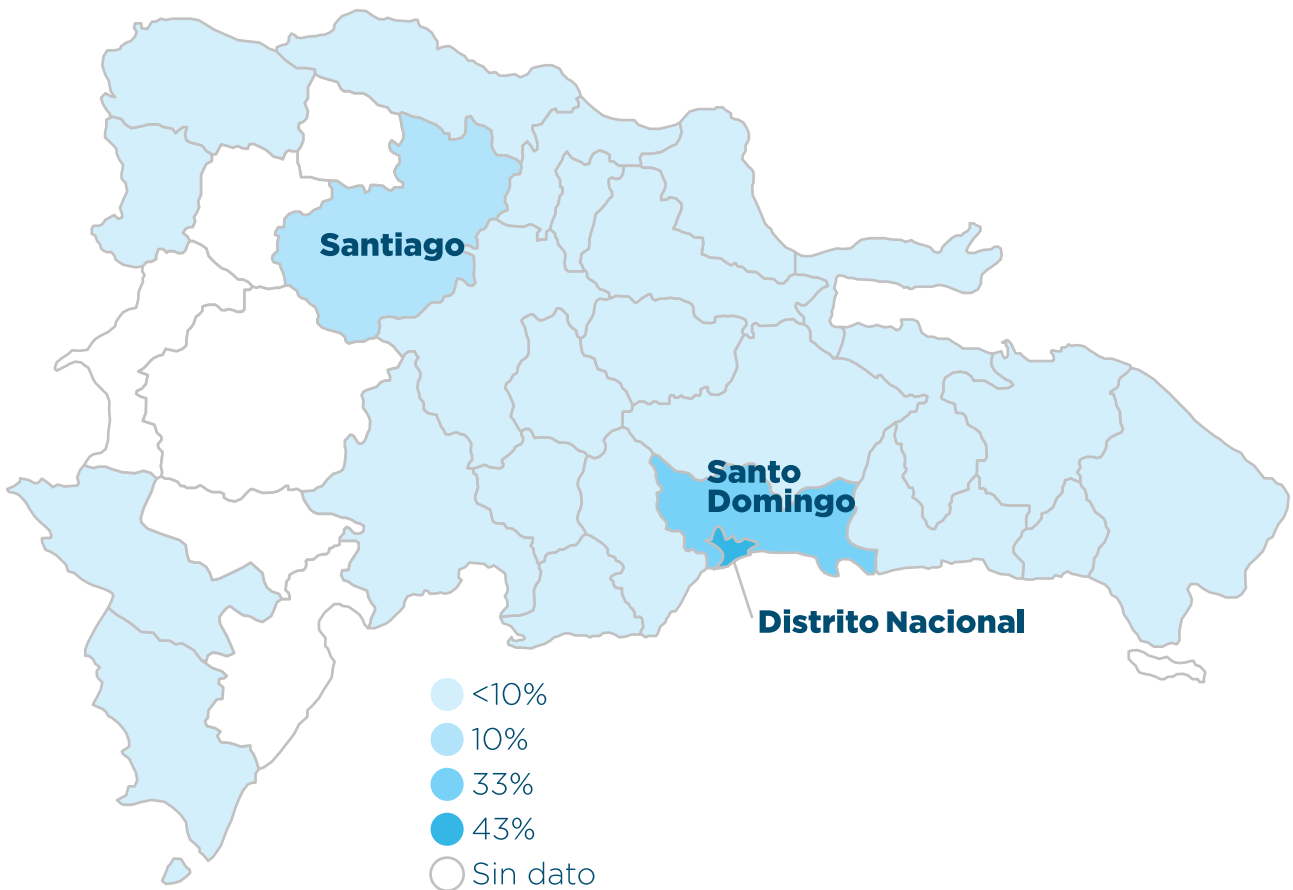 Santiago
Santo
Domingo
Distrito Nacional
<10%
10%
33%
43%
Sin dato